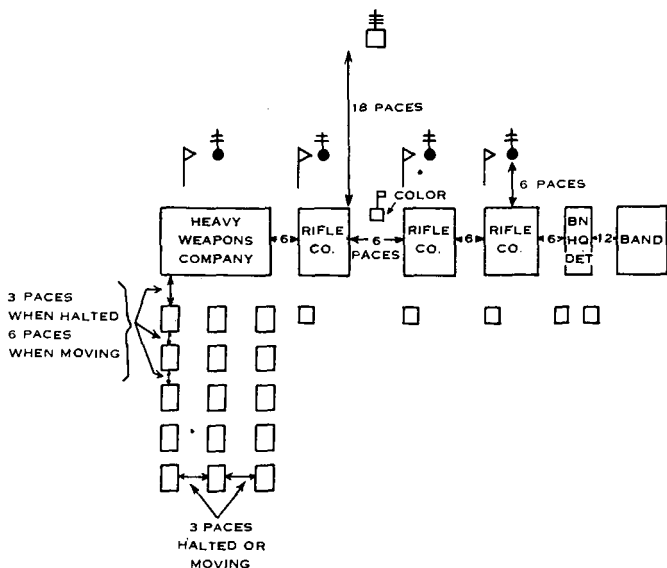 18 PACES
COLOR
6 PACES
HEAVY
WEAPONS
COMPANY
6
RIFLE
CO.
6
PACES
RIFLE
CO.
6
RIFLE
CO.
6
BN
HQ
DET
12
BAND
3 PACES
WHEN HALTED
6 PACES
WHEN MOVING
3 PACES
HALTED OR
MOVING